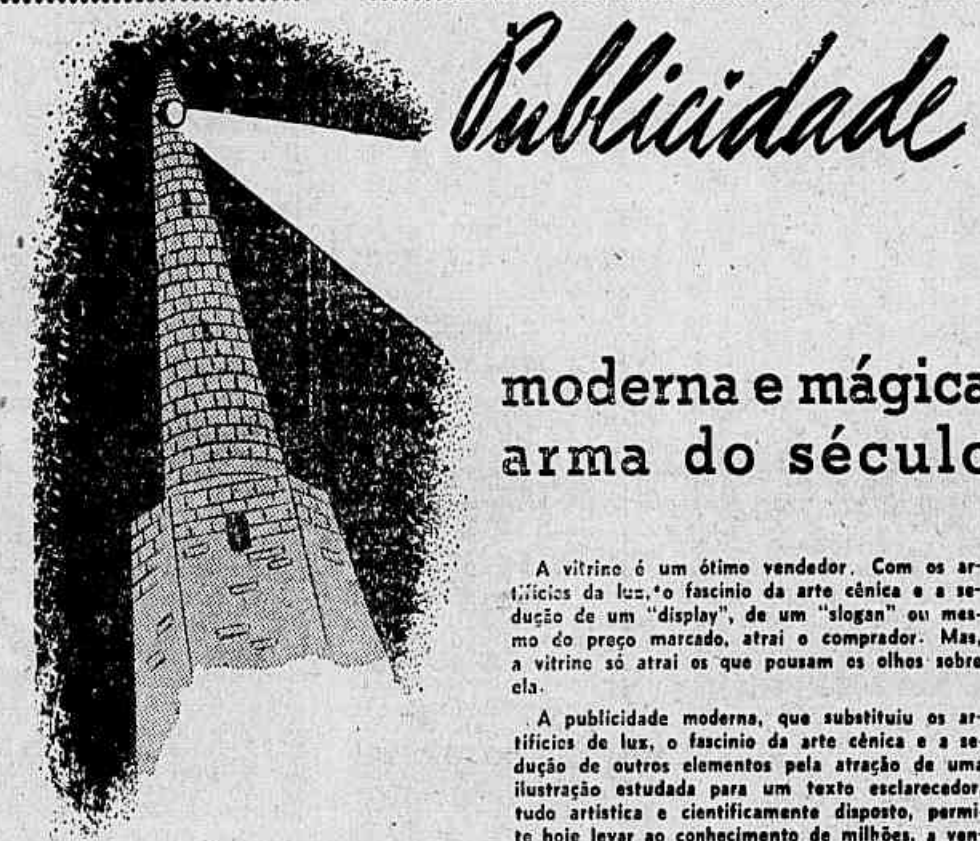 Publicidade
moderna e mágica
arma do século
A vitrine é um ótimo vendedor. Com os ar-
tifícios da luz, o fascinio da arte cênica e a se-
dução de um "display", de um "slogan" ou mes-
mo do preço marcado, atrai o comprador. Mas,
a vitrine só atrai os que pousam os olhos sobre
ela.
A publicidade moderna, que substituiu os ar-
tifícios de luz, o fascinio da arte cênica e a se-
dução de outros elementos pela atração de uma
ilustração estudada para um texto esclarecedor,
tudo artística e cientificamente disposto, permi-
te hoje levar ao conhecimento de milhões, a ven-